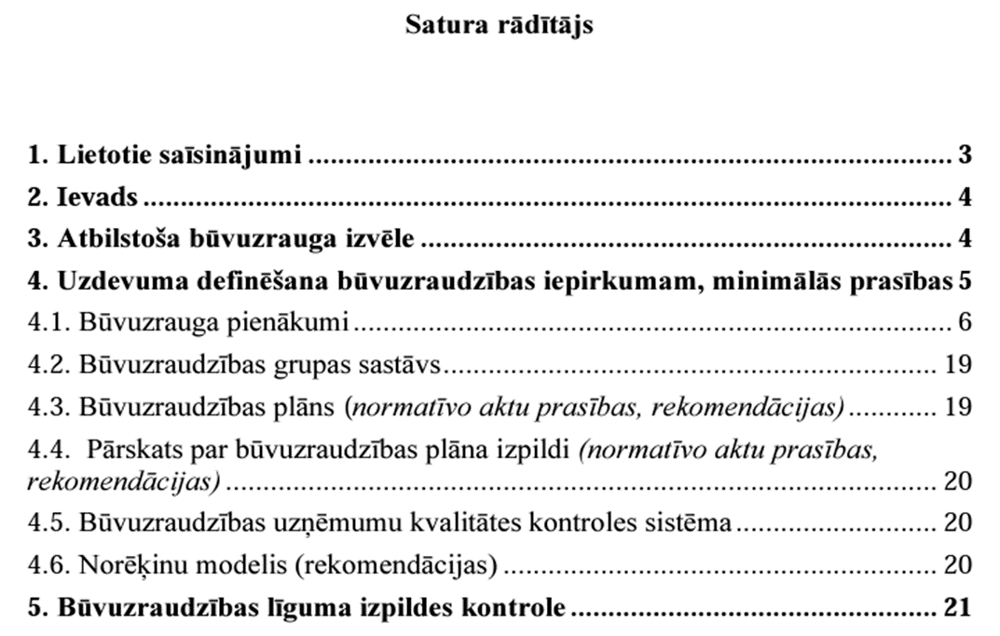 Satura rādītājs
1. Lietotie saīsinājumi ........................................................................................ 3
2. Ievads ............................................................................................................... 4
3. Atbilstoša būvuzrauga izvēle ......................................................................... 4
4. Uzdevuma definēšana būvuzraudzības iepirkumam, minimālās prasības 5
4.1. Būvuzrauga pienākumi .................................................................................. 6
4.2. Būvuzraudzības grupas sastāvs.................................................................... 19
4.3. Būvuzraudzības plāns (normatīvo aktu prasības, rekomendācijas) ............ 19
4.4. Pārskats par būvuzraudzības plāna izpildi (normatīvo aktu prasības,
rekomendācijas) .................................................................................................. 20
4.5. Būvuzraudzības uzņēmumu kvalitātes kontroles sistēma ........................... 20
4.6. Norēķinu modelis (rekomendācijas) ........................................................... 20
5. Būvuzraudzības līguma izpildes kontrole .................................................. 21